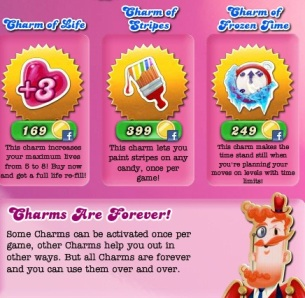 Charm of Life
Charm of
Stripes
Charm of
Frozen Time
+3
169
399
249
This charm increases
your maximum lives
from 5 to 8! Buy now
and get a full life re-fill!
This charm lets you
paint stripes on any
candy, once per
game!
This charm makes the
time stand still when
you're planning your
moves on levels with time
limits!
Charms Are Forever!
Some Charms can be activated once per
game, other Charms help you out in
other ways. But all Charms are forever
and you can use them over and over.